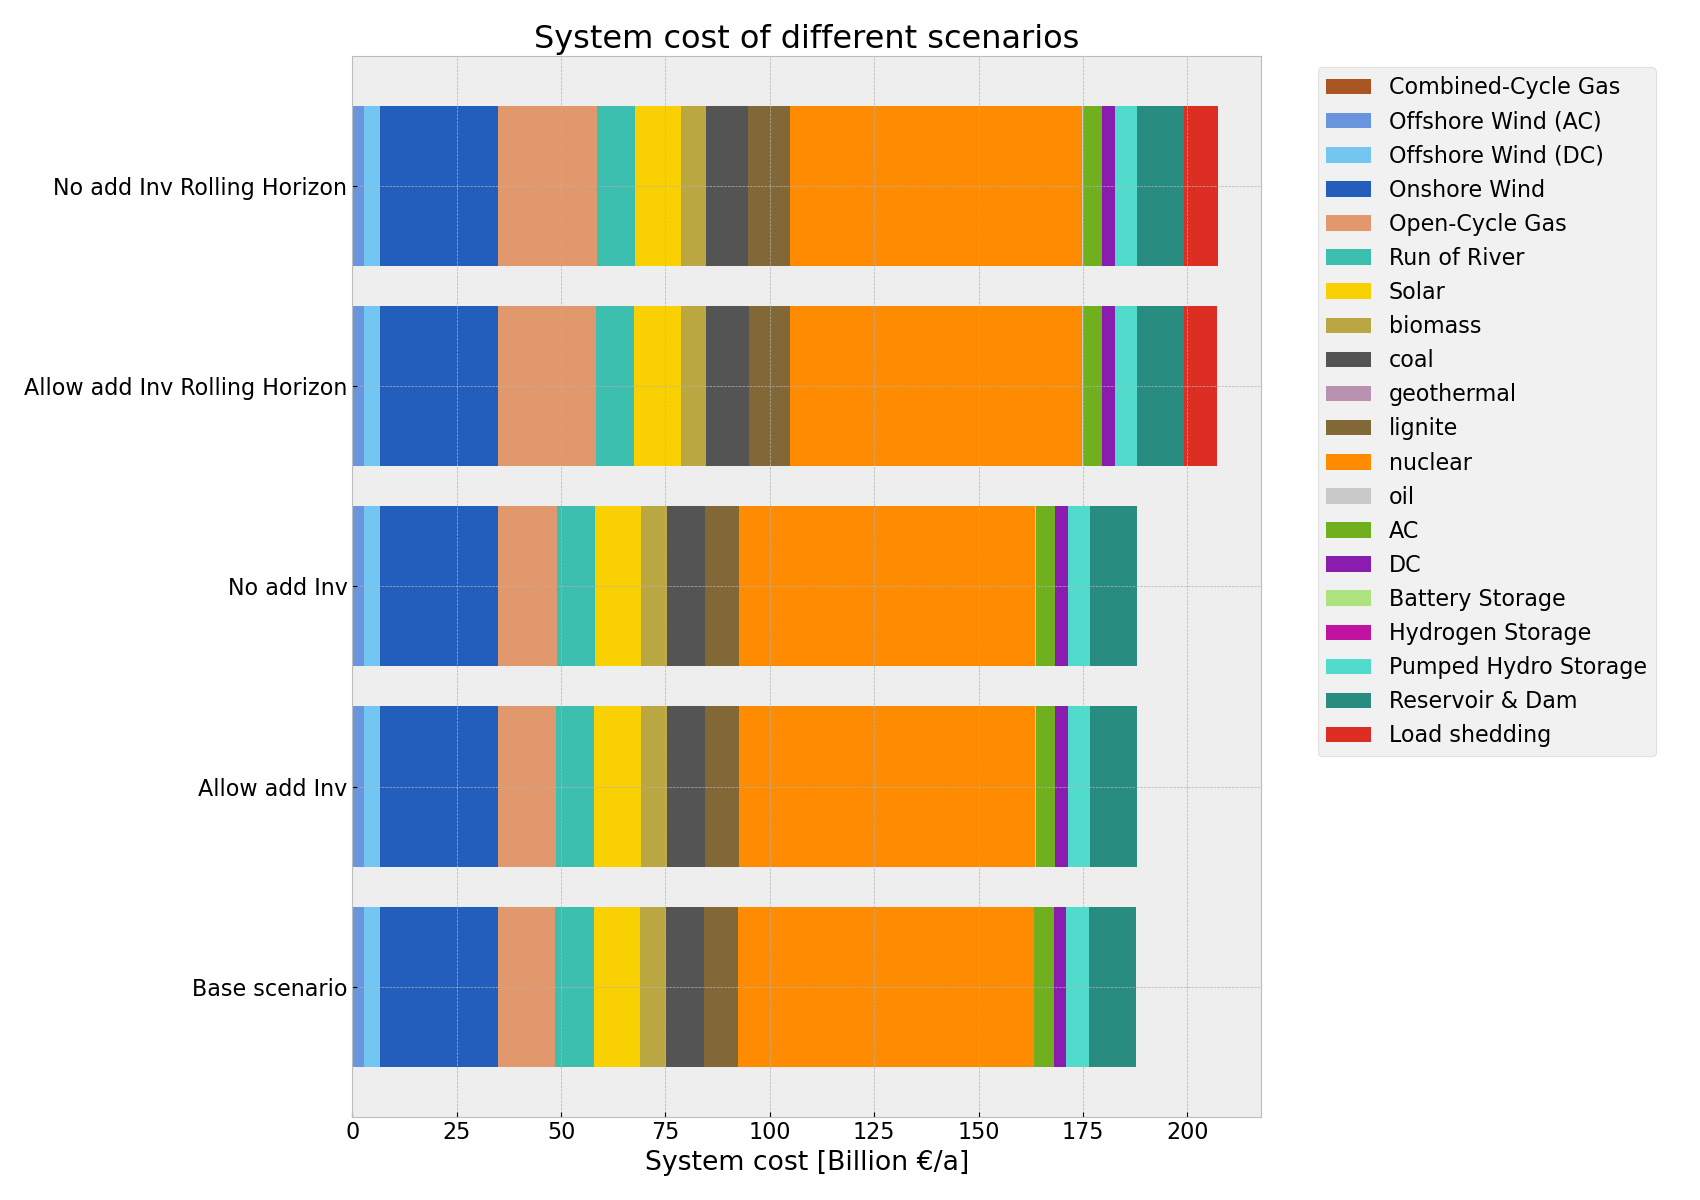 System cost of different scenarios
No add Inv Rolling Horizon
Allow add Inv Rolling Horizon
No add Inv
Allow add Inv
Base scenario
0 25 50 75 100 125 150 175 200
System cost [Billion €/a]
Combined-Cycle Gas
Offshore Wind (AC)
Offshore Wind (DC)
Onshore Wind
Open-Cycle Gas
Run of River
Solar
biomass
coal
geothermal
lignite
nuclear
oil
AC
DC
Battery Storage
Hydrogen Storage
Pumped Hydro Storage
Reservoir & Dam
Load shedding